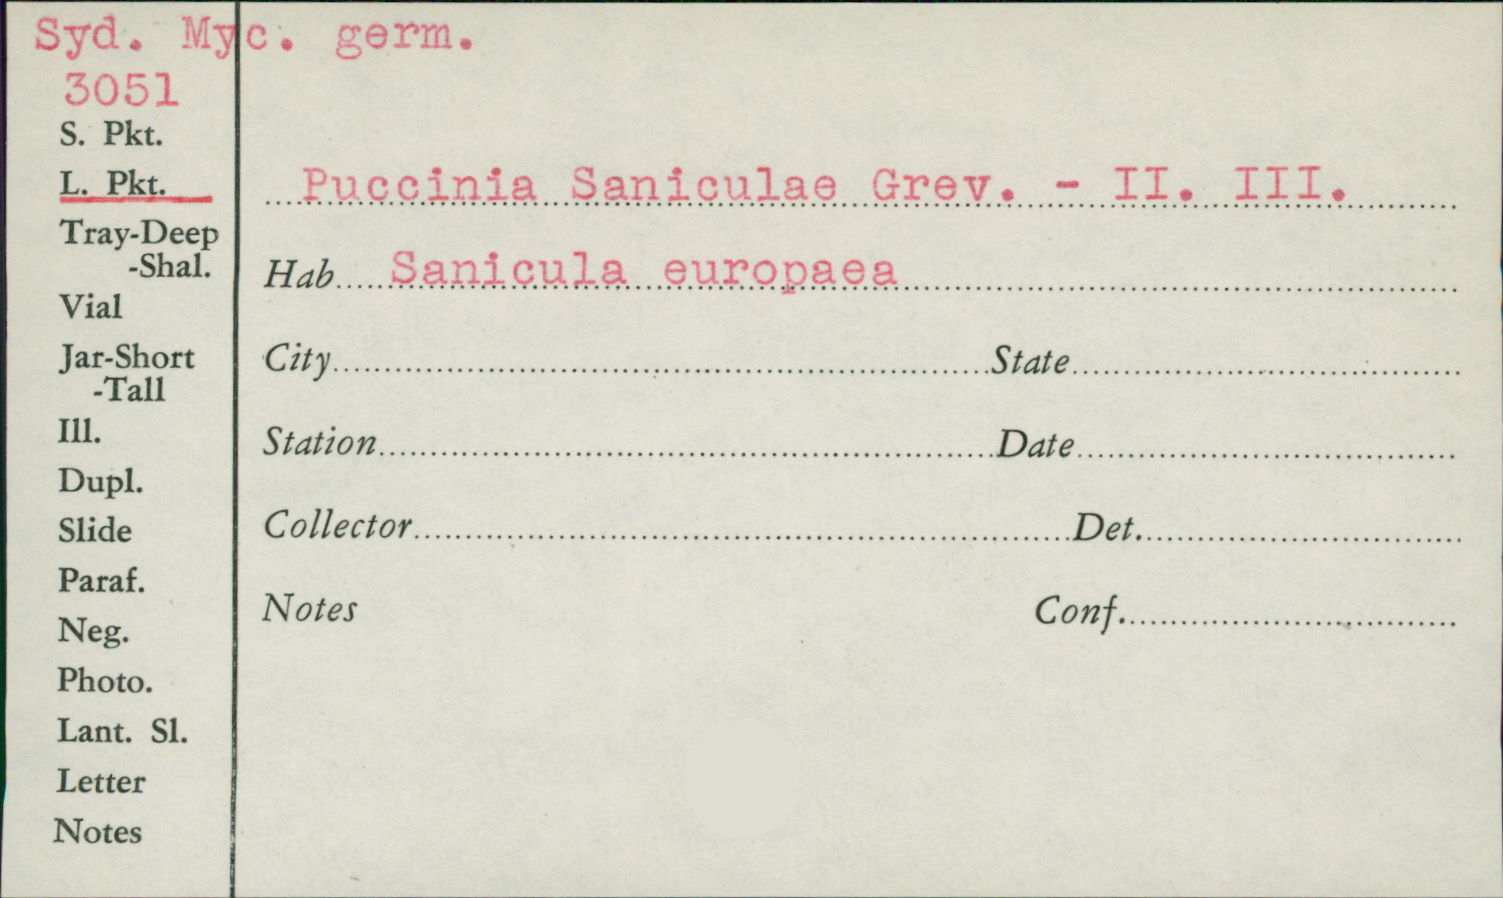 Syd. Myc. germ.
3051
S. Pkt.
L. Pkt.
Tray-Deep
-Shal.
Vial
Jar-Short
-Tall
Ill.
Dupl.
Slide
Paraf.
Neg.
Photo.
Lant. Sl.
Letter
Notes
Puccinia Saniculae Grev. - II. III.
Hab Sanicula europaea
City State
Station Date
Collector Det.
Notes Conf.